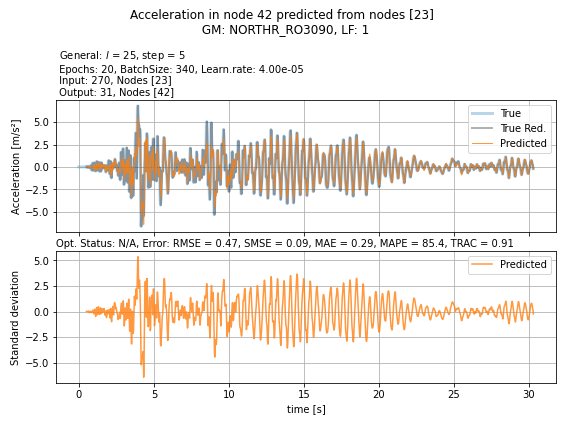 Acceleration in node 42 predicted from nodes [23]
GM: NORTHR_RO3090, LF: 1
General: l = 25, step = 5
Epochs: 20, BatchSize: 340, Learn.rate: 4.00e-05
Input: 270, Nodes [23]
Output: 31, Nodes [42]
Acceleration [m/s²]
5.0
2.5
0.0
−2.5
−5.0
True
True Red.
Predicted
Opt. Status: N/A, Error: RMSE = 0.47, SMSE = 0.09, MAE = 0.29, MAPE = 85.4, TRAC = 0.91
Standard deviation
5.0
2.5
0.0
−2.5
−5.0
Predicted
0 5 10 15 20 25 30
time [s]